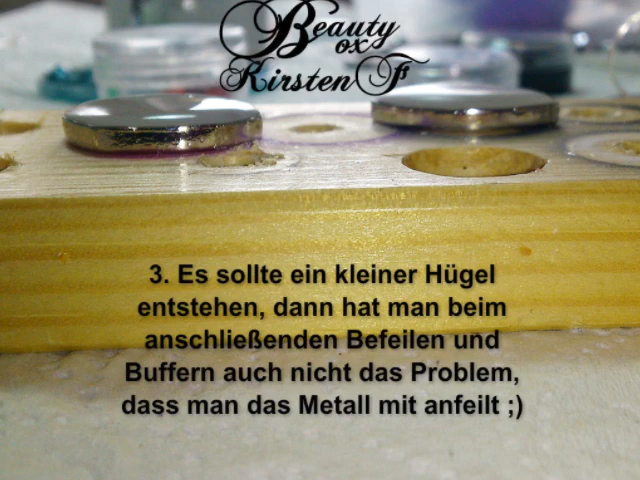 Beauty
ox
Kirsten F
3. Es sollte ein kleiner Hügel
entstehen, dann hat man beim
anschließenden Befeilen und
Buffern auch nicht das Problem,
dass man das Metall mit anfeilt ;)